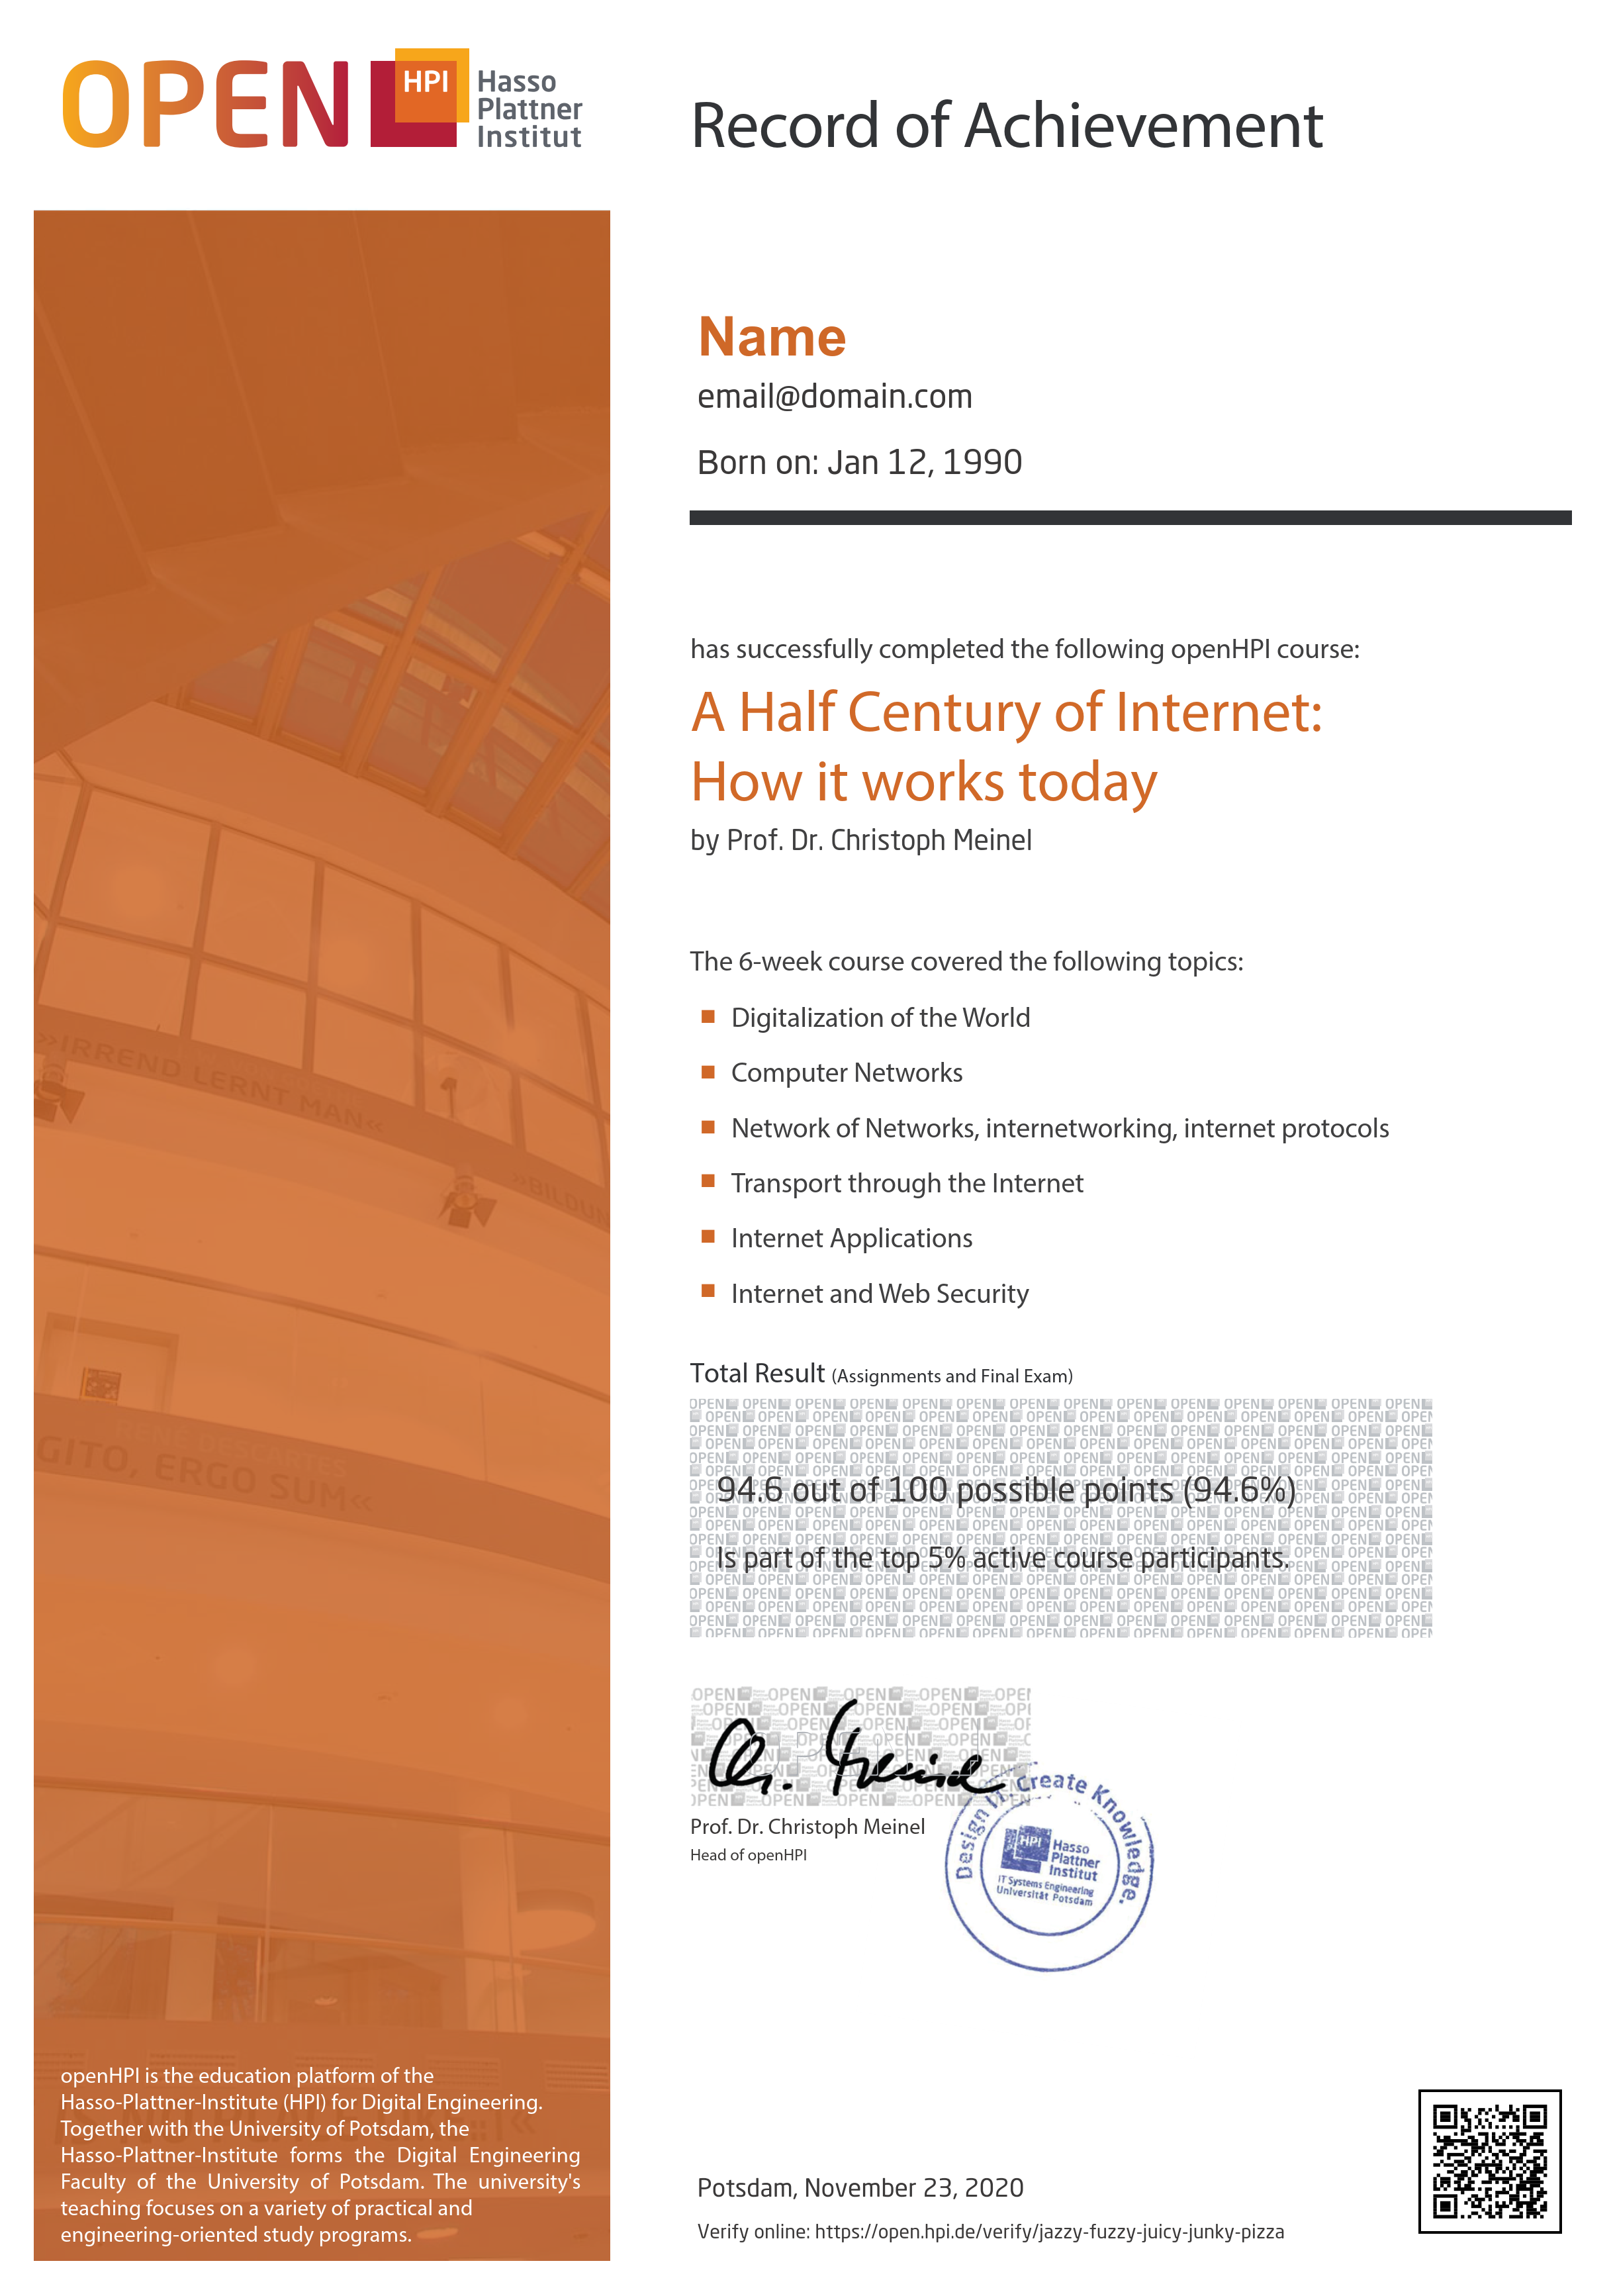 OPEN HPI Hasso
Plattner
Institut
Record of Achievement
Name
email@domain.com
Born on: Jan 12, 1990
has successfully completed the following openHPI course:
A Half Century of Internet:
How it works today
by Prof. Dr. Christoph Meinel
The 6-week course covered the following topics:
Digitalization of the World
Computer Networks
Network of Networks, internetworking, internet protocols
Transport through the Internet
Internet Applications
Internet and Web Security
Total Result (Assignments and Final Exam)
94.6 out of 100 possible points (94.6%)
Is part of the top 5% active course participants.
Ch. Meinel
Prof. Dr. Christoph Meinel
Head of openHPI
Design IT. Create Knowledge.
HPI Hasso
Plattner
Institut
IT Systems Engineering
Universität Potsdam
»IRREND LERNT MAN«
»BILDUN
RENÉ DESCARTES
GITO, ERGO SUM«
openHPI is the education platform of the
Hasso-Plattner-Institute (HPI) for Digital Engineering.
Together with the University of Potsdam, the
Hasso-Plattner-Institute forms the Digital Engineering
Faculty of the University of Potsdam. The university's
teaching focuses on a variety of practical and
engineering-oriented study programs.
Potsdam, November 23, 2020
Verify online: https://open.hpi.de/verify/jazzy-fuzzy-juicy-junky-pizza